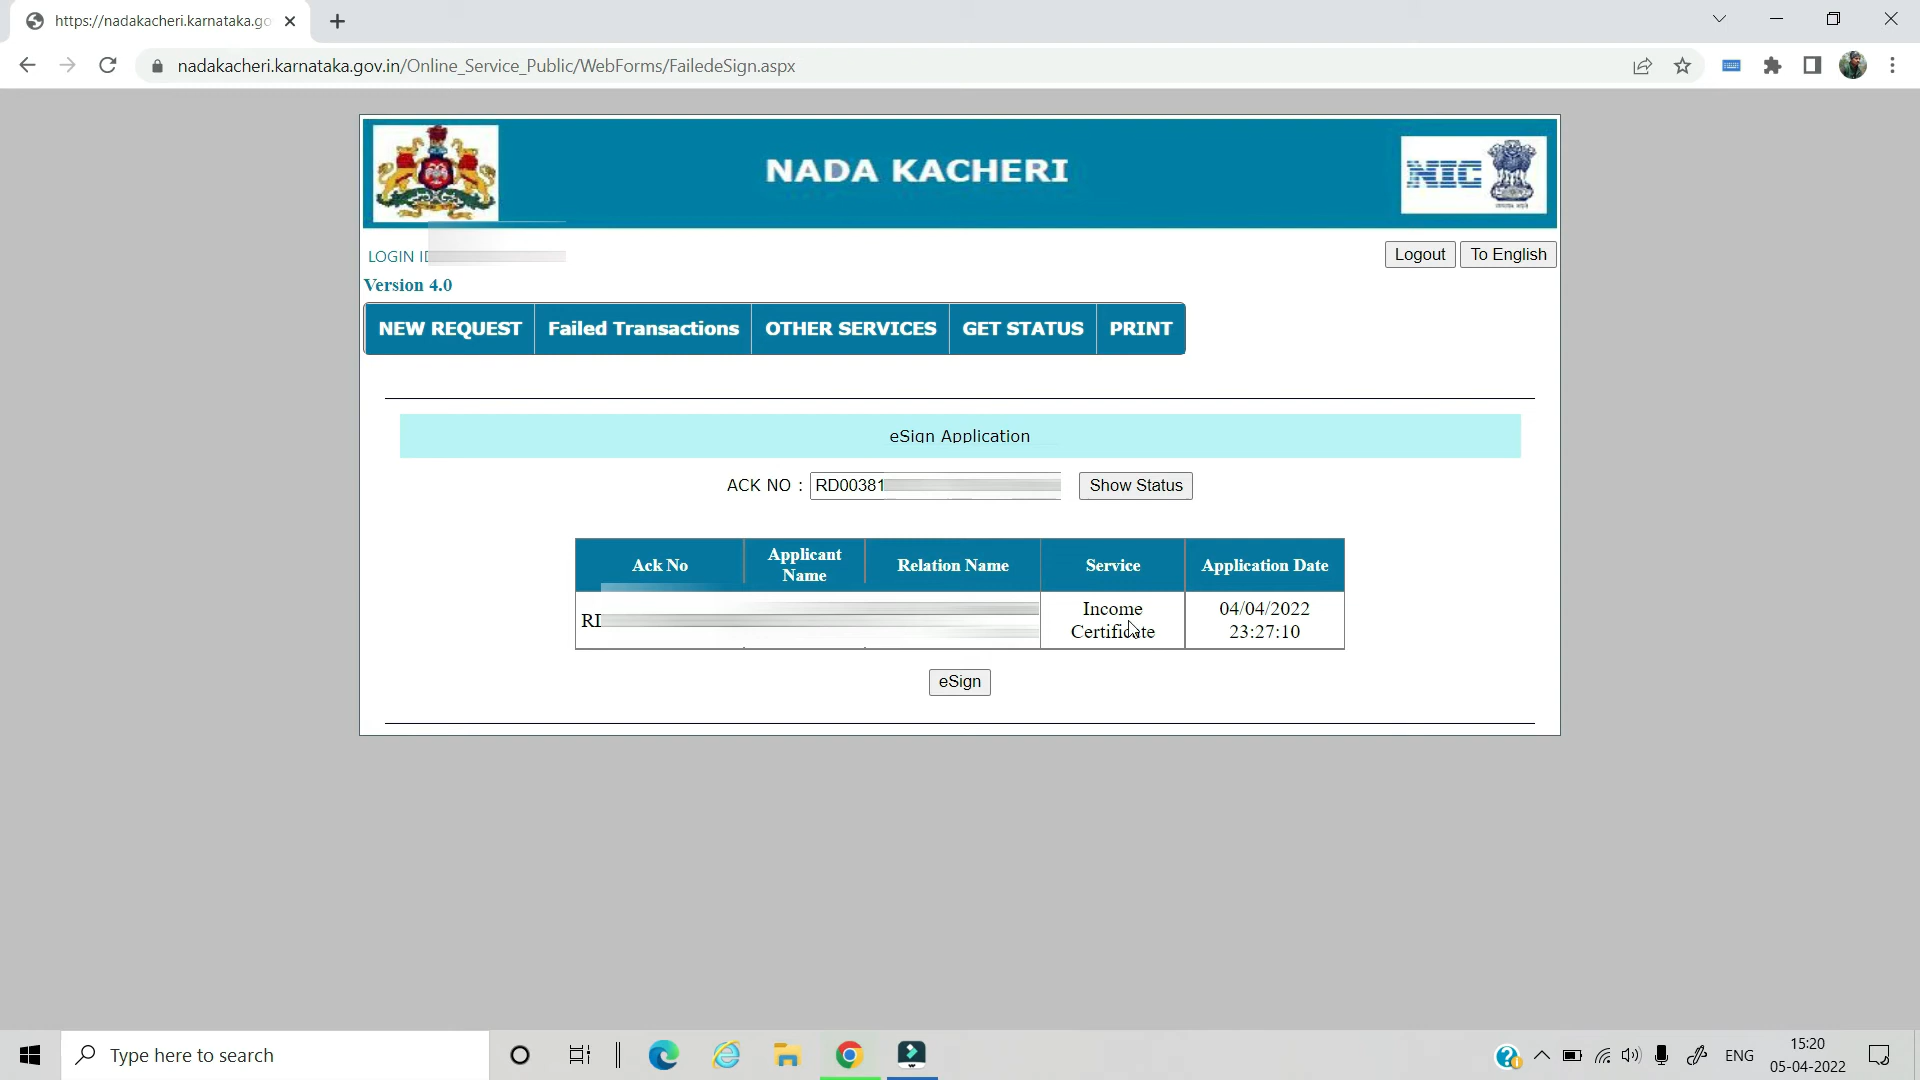 https://nadakacheri.karnataka.go
nadakacheri.karnataka.gov.in/Online_Service_Public/WebForms/FailedeSign.aspx
NADA KACHERI
NIC
LOGIN ID
Logout
To English
Version 4.0
NEW REQUEST
Failed Transactions
OTHER SERVICES
GET STATUS
PRINT
eSign Application
ACK NO :
RD00381
Show Status
Ack No
Applicant
Name
Relation Name
Service
Application Date
Income
Certificate
04/04/2022
23:27:10
eSign
Type here to search
ENG
15:20
05-04-2022